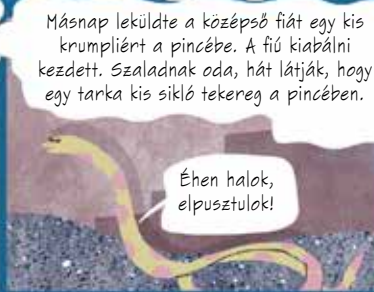 Másnap leküldte a középső fiát egy kis
krumpliért a pincébe. A fiú kiabálni
kezdett. Szaladnak oda, hát látják, hogy
egy tarka kis sikló tekereg a pincében.
Éhen halok,
elpusztulok!